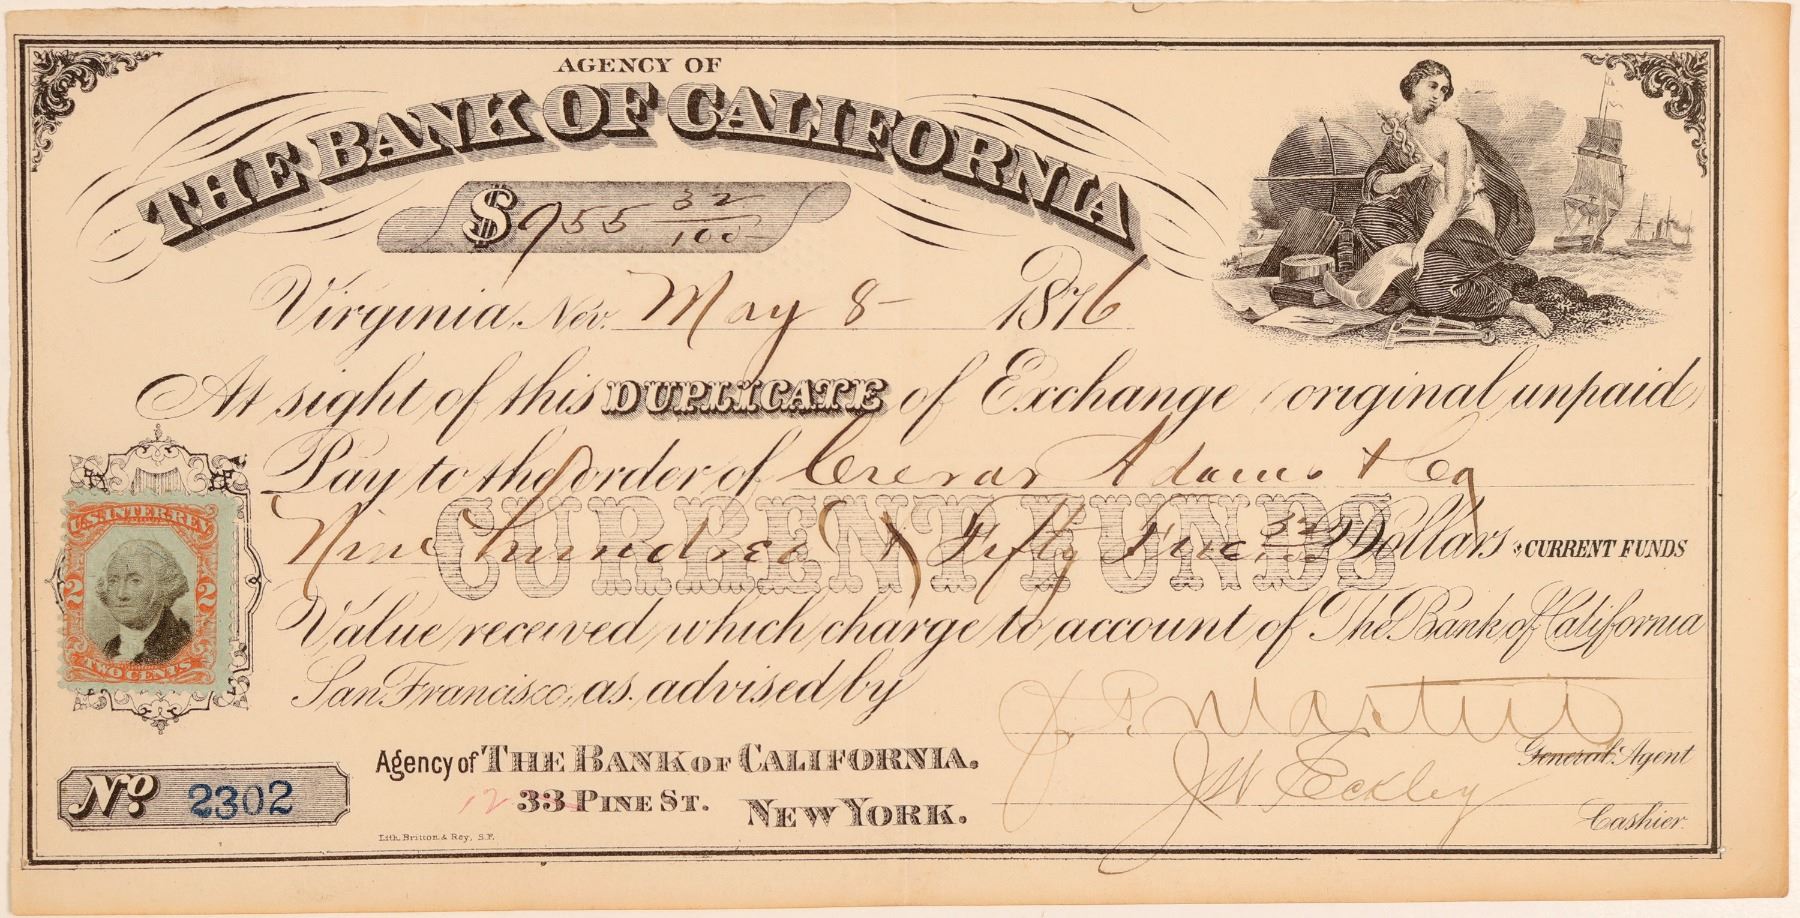 AGENCY OF
THE BANK OF CALIFORNIA
$955 32/100
Virginia, Nev. May 8 - 1876
At sight of this DUPLICATE of Exchange (original unpaid)
Pay to the order of Crerar Adams & Co
CURRENT FUNDS
Nine hundred & Fifty Five 32/100 Dollars CURRENT FUNDS
Value received which charge to account of The Bank of California
San Francisco, as advised by
U.S. INTER. REV.
2 2
TWO CENTS
J. P. Martin
General Agent
Agency of THE BANK OF CALIFORNIA.
12 33 PINE ST. NEW YORK.
J W Eckley
Cashier.
No. 2302
Lith. Britton & Rey, S.F.